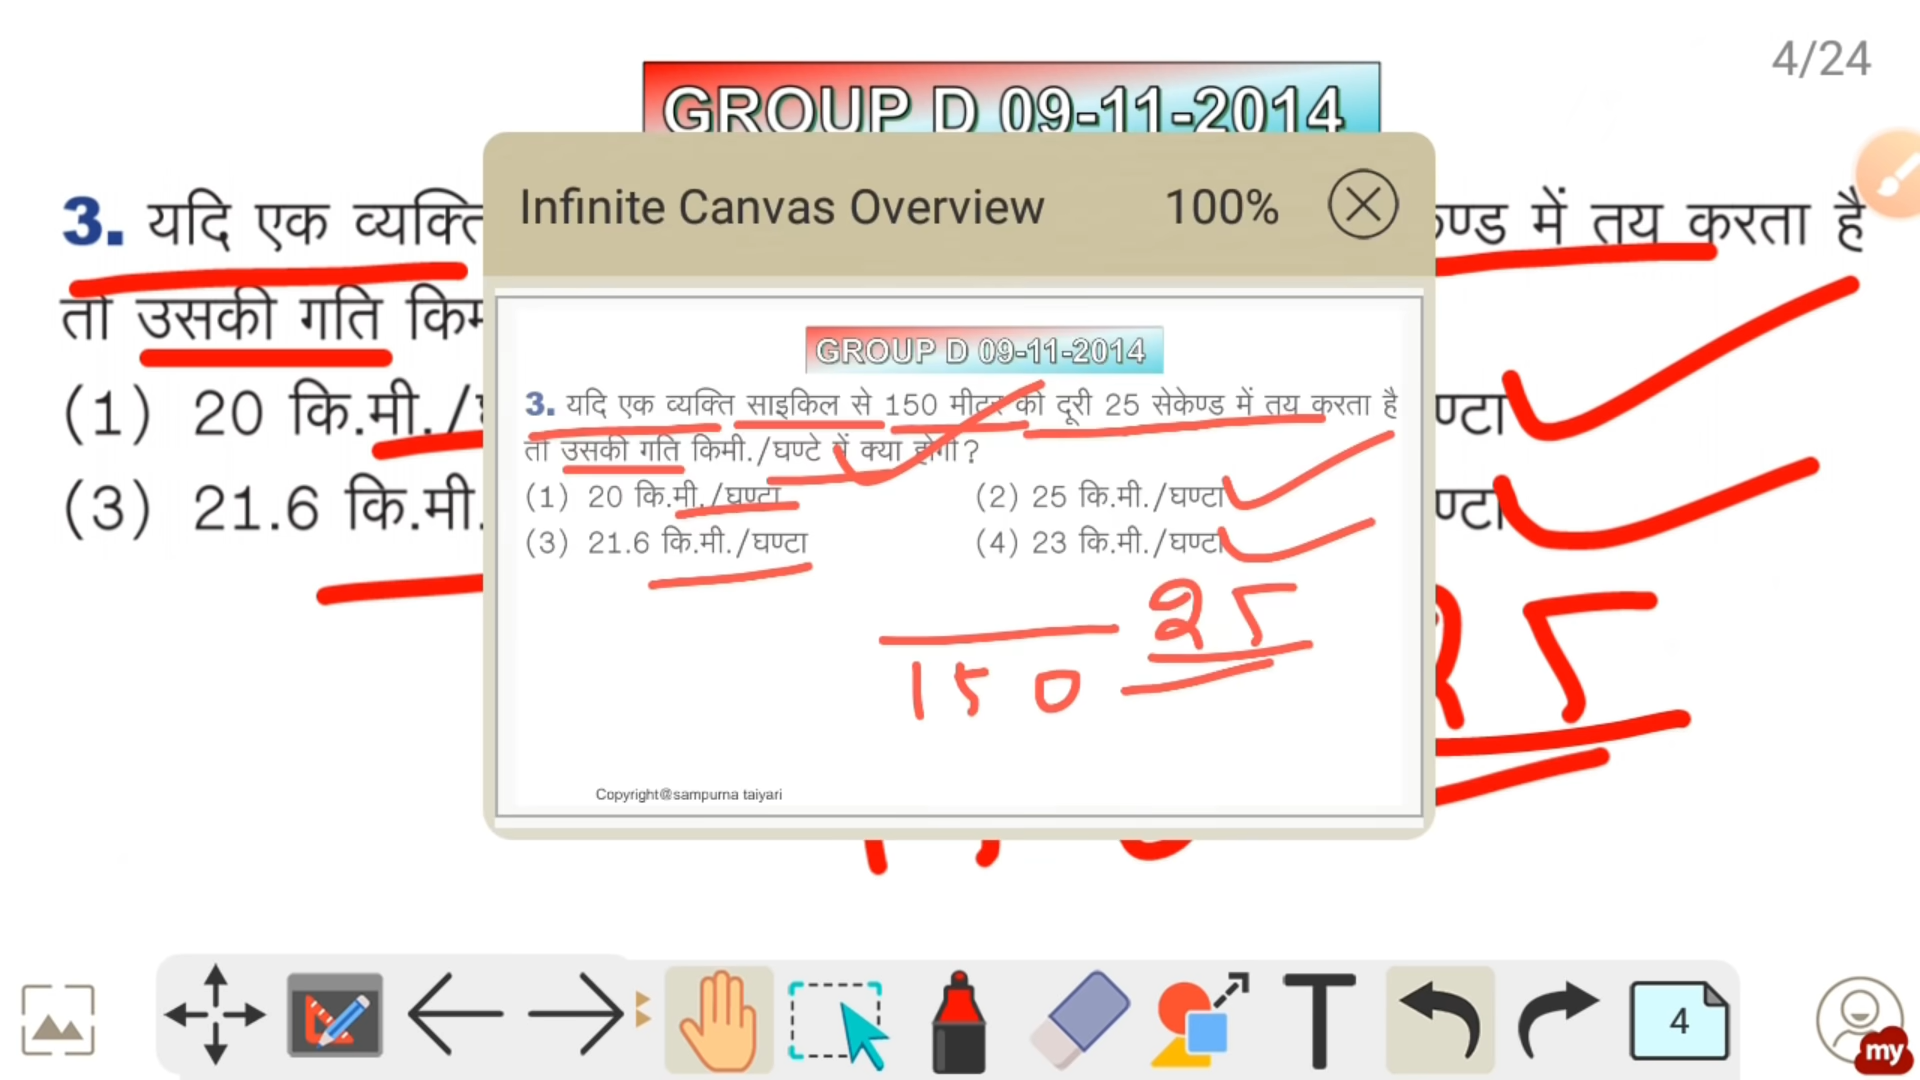 4/24
GROUP D 09-11-2014
3. यदि एक व्यक्ति
ण्ड में तय करता है
तो उसकी गति किम
(1) 20 कि.मी./घ
ण्टा
(3) 21.6 कि.मी.
ण्टा
Infinite Canvas Overview 100%
GROUP D 09-11-2014
3. यदि एक व्यक्ति साइकिल से 150 मीटर की दूरी 25 सेकेण्ड में तय करता है
तो उसकी गति किमी./घण्टे में क्या होगी?
(1) 20 कि.मी./घण्टा (2) 25 कि.मी./घण्टा
(3) 21.6 कि.मी./घण्टा (4) 23 कि.मी./घण्टा
25
150
Copyright@sampurna taiyari
25
4
my